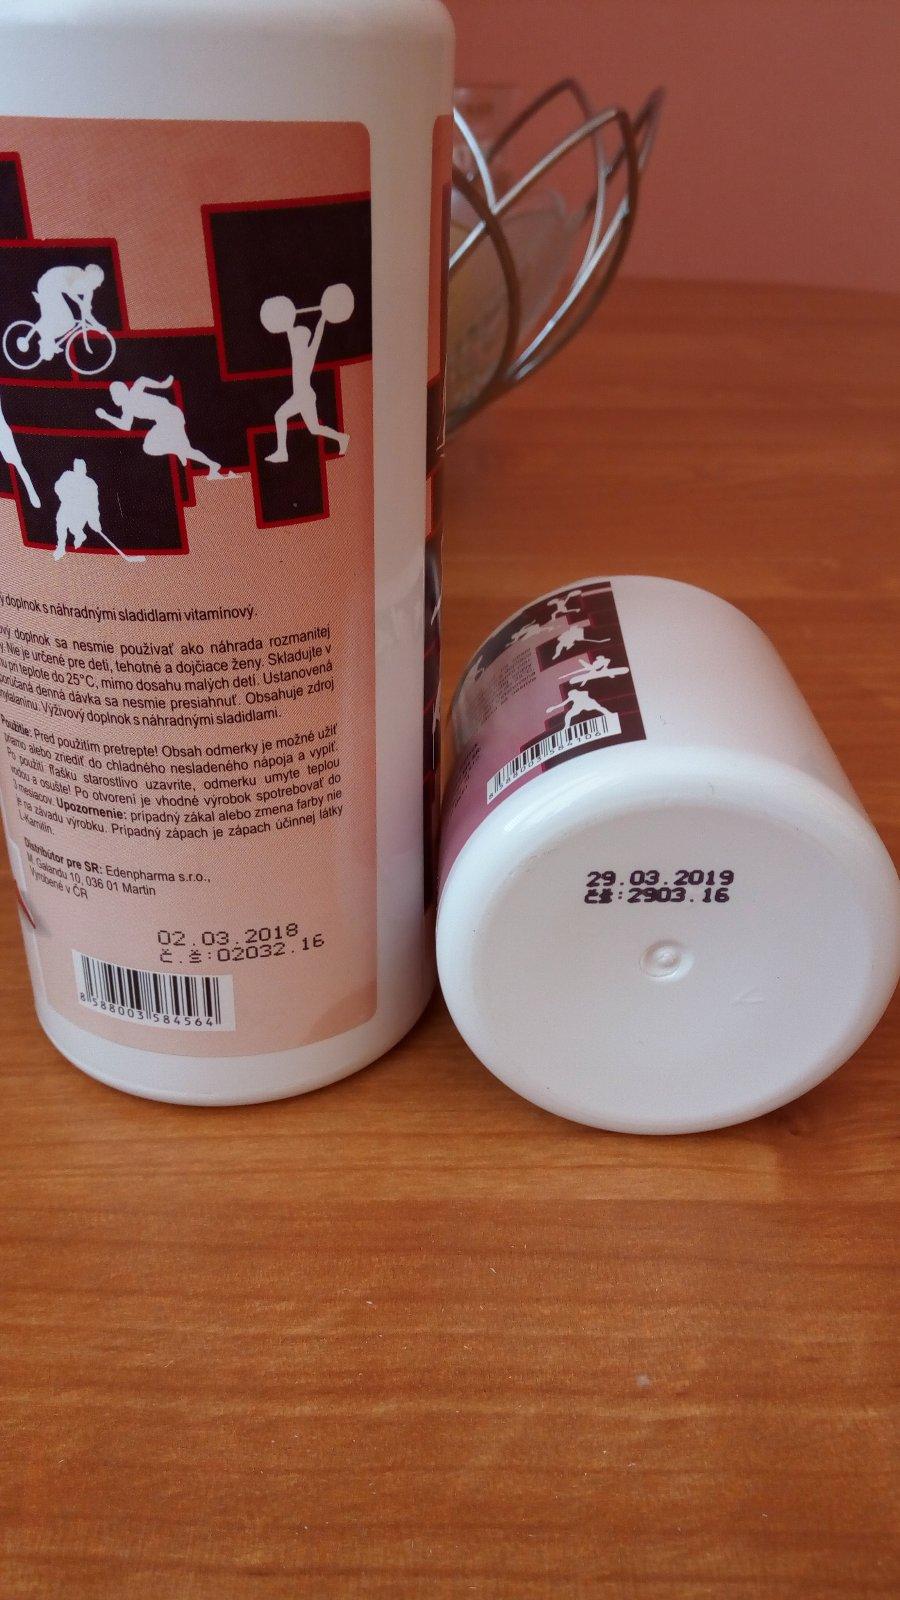 doplnok s náhradnými sladidlami vitamínový.
doplnok sa nesmie používať ako náhrada rozmanitej
Nie je určené pre deti, tehotné a dojčiace ženy. Skladujte v
pri teplote do 25°C, mimo dosahu malých detí. Ustanovená
denná dávka sa nesmie presiahnuť. Obsahuje zdroj
Výživový doplnok s náhradnými sladidlami.
Použitie: Pred použitím pretrepte! Obsah odmerky je možné užiť
priamo alebo znediť do chladného nesladeného nápoja a vypiť.
Po použití fľašku starostlivo uzavrite, odmerku umyte teplou
vodou a osušte! Po otvorení je vhodné výrobok spotrebovať do
3 mesiacov. Upozornenie: prípadný zákal alebo zmena farby nie
je na závadu výrobku. Prípadný zápach je zápach účinnej látky
L-Karnitín.
Distribútor pre SR: Edenpharma s.r.o.,
M. Galandu 10, 036 01 Martin
Vyrobené v ČR
02.03.2018
č.š:02032.16
8588003 584564
8588003 584106
29.03.2019
čš:2903.16